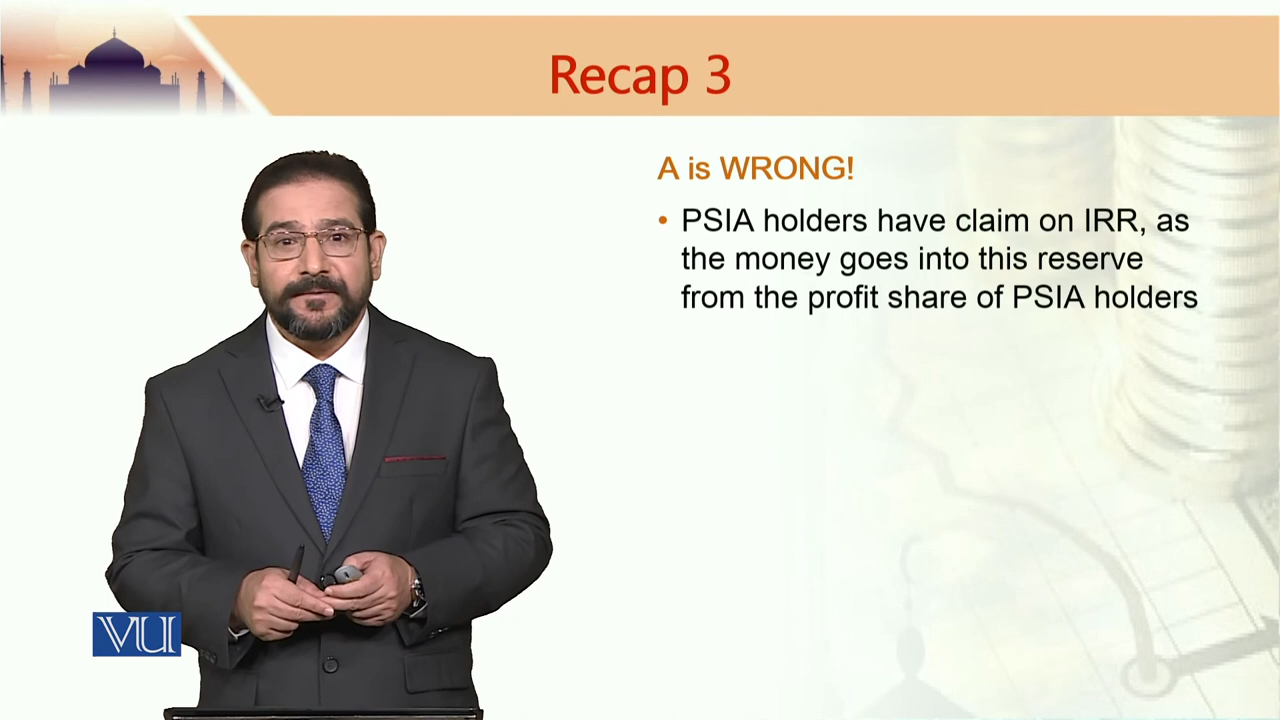 Recap 3
A is WRONG!
• PSIA holders have claim on IRR, as
the money goes into this reserve
from the profit share of PSIA holders
VU